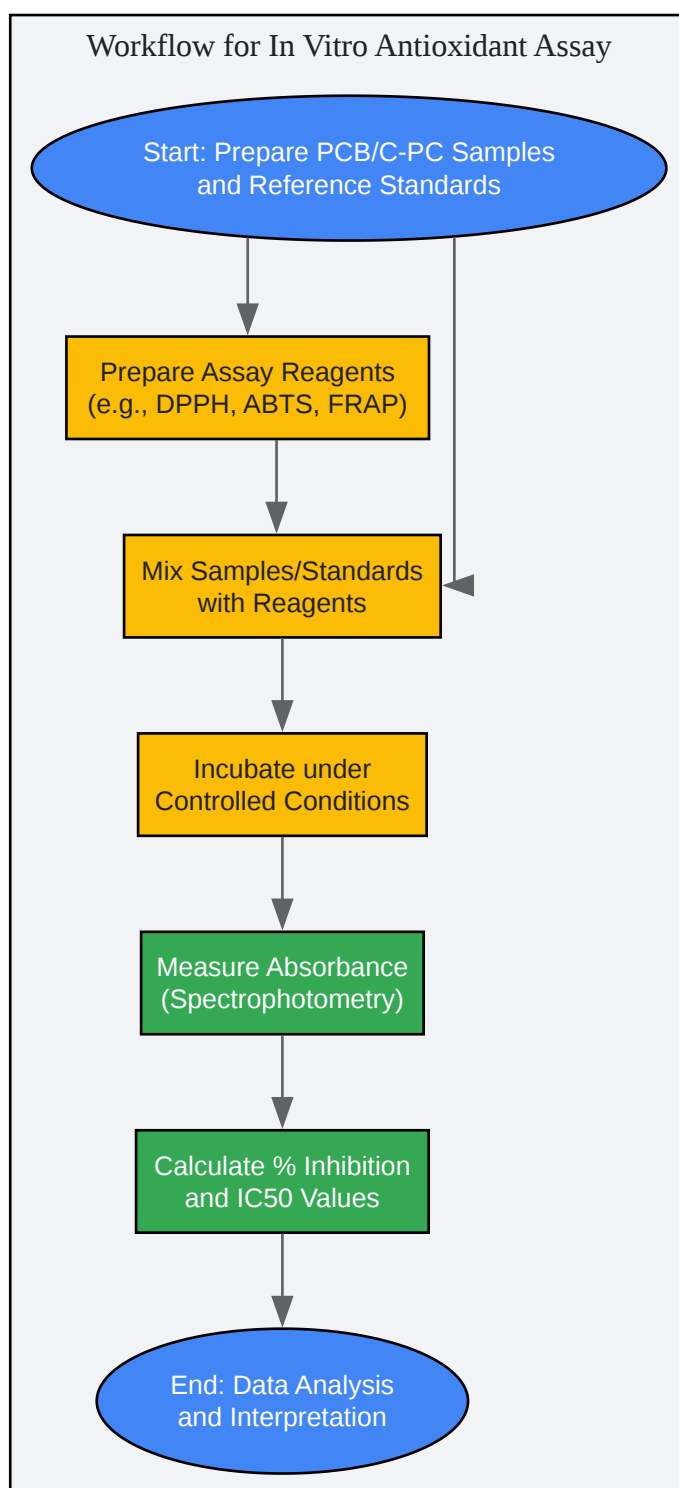 Workflow for In Vitro Antioxidant Assay
Start: Prepare PCB/C-PC Samples
and Reference Standards
Prepare Assay Reagents
(e.g., DPPH, ABTS, FRAP)
Mix Samples/Standards
with Reagents
Incubate under
Controlled Conditions
Measure Absorbance
(Spectrophotometry)
Calculate % Inhibition
and IC50 Values
End: Data Analysis
and Interpretation